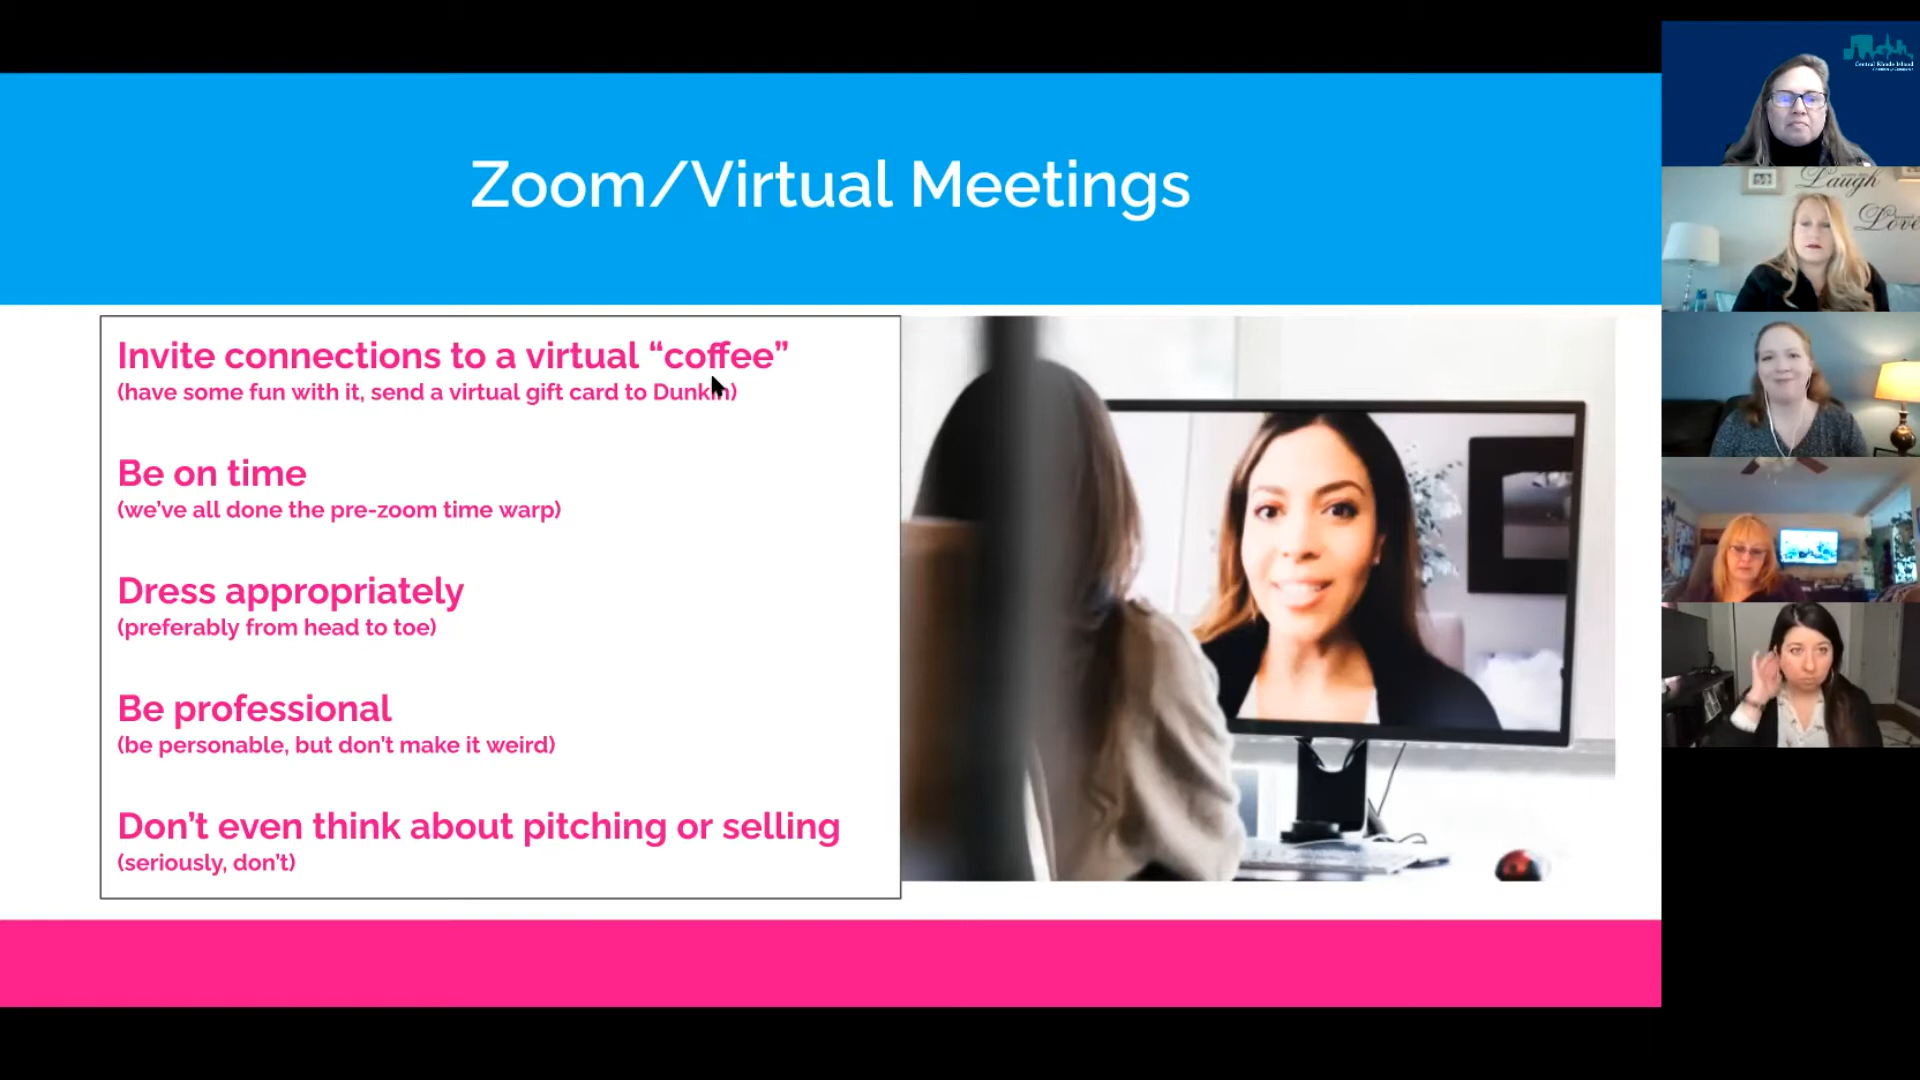 Zoom/Virtual Meetings
Invite connections to a virtual “coffee”
(have some fun with it, send a virtual gift card to Dunkin)
Be on time
(we’ve all done the pre-zoom time warp)
Dress appropriately
(preferably from head to toe)
Be professional
(be personable, but don’t make it weird)
Don’t even think about pitching or selling
(seriously, don’t)
Central Rhode Island
Laugh
Love